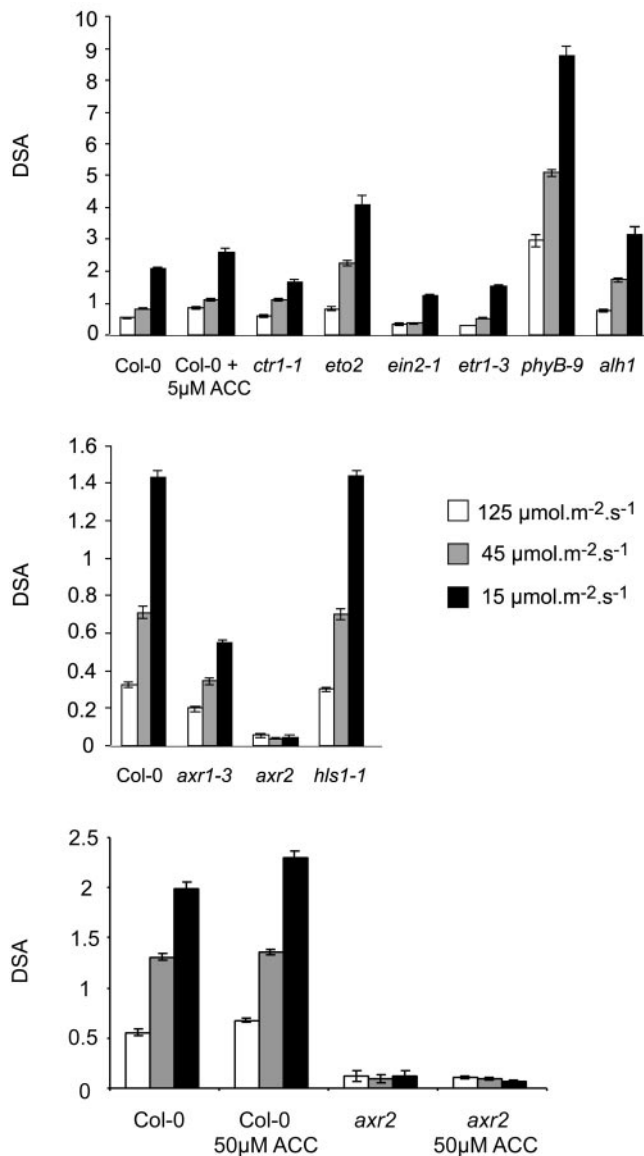 10
9
8
7
6
5
4
3
2
1
0
DSA
Col-0 Col-0 + ctr1-1 eto2 ein2-1 etr1-3 phyB-9 alh1
5µM ACC
1.6
1.4
1.2
1
0.8
0.6
0.4
0.2
0
DSA
Col-0 axr1-3 axr2 hls1-1
125 µmol.m-2.s-1
45 µmol.m-2.s-1
15 µmol.m-2.s-1
2.5
2
1.5
1
0.5
0
DSA
Col-0 Col-0 axr2 axr2
50µM ACC 50µM ACC